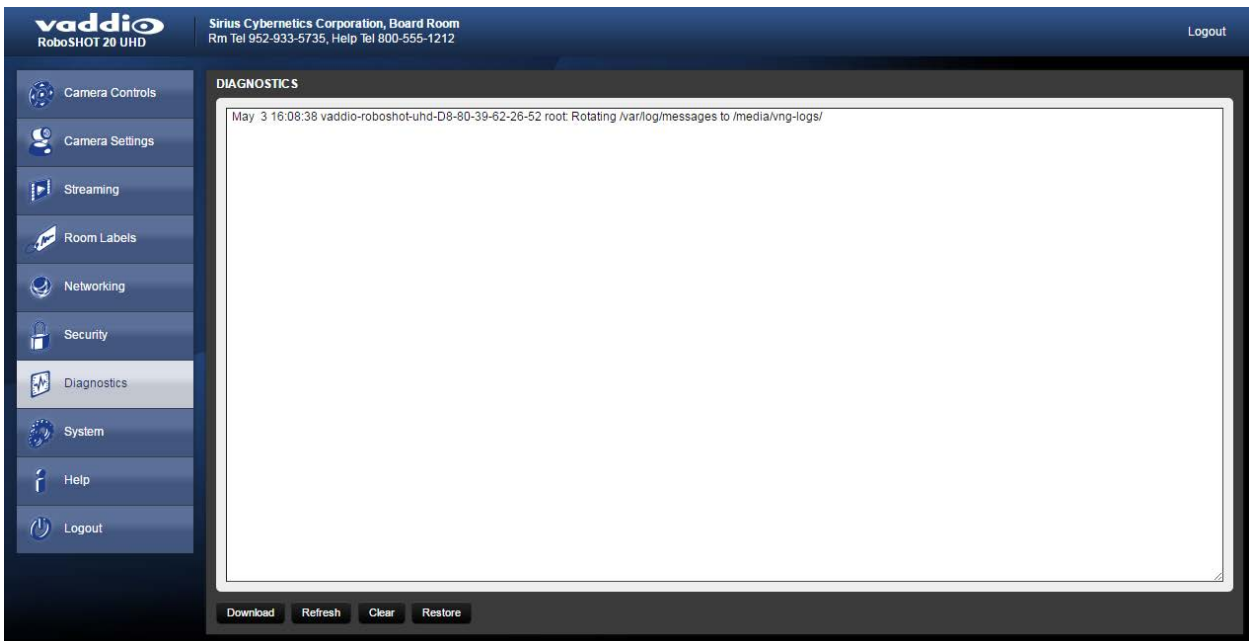 vaddio
RoboSHOT 20 UHD
Sirius Cybernetics Corporation, Board Room
Rm Tel 952-933-5735, Help Tel 800-555-1212
Logout
Camera Controls
Camera Settings
Streaming
Room Labels
Networking
Security
Diagnostics
System
Help
Logout
DIAGNOSTICS
May 3 16:08:38 vaddio-roboshot-uhd-D8-80-39-62-26-52 root: Rotating /var/log/messages to /media/vng-logs/
Download Refresh Clear Restore